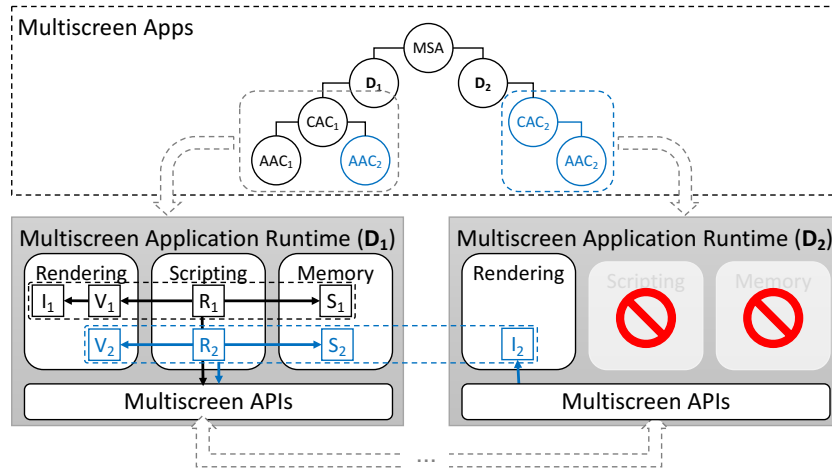 Multiscreen Apps
MSA
D₁ D₂
CAC₁ CAC₂
AAC₁ AAC₂ AAC₂
Multiscreen Application Runtime (D₁)
Rendering Scripting Memory
I₁ V₁ R₁ S₁
V₂ R₂ S₂
Multiscreen APIs
Multiscreen Application Runtime (D₂)
Rendering Scripting Memory
I₂
Multiscreen APIs
...